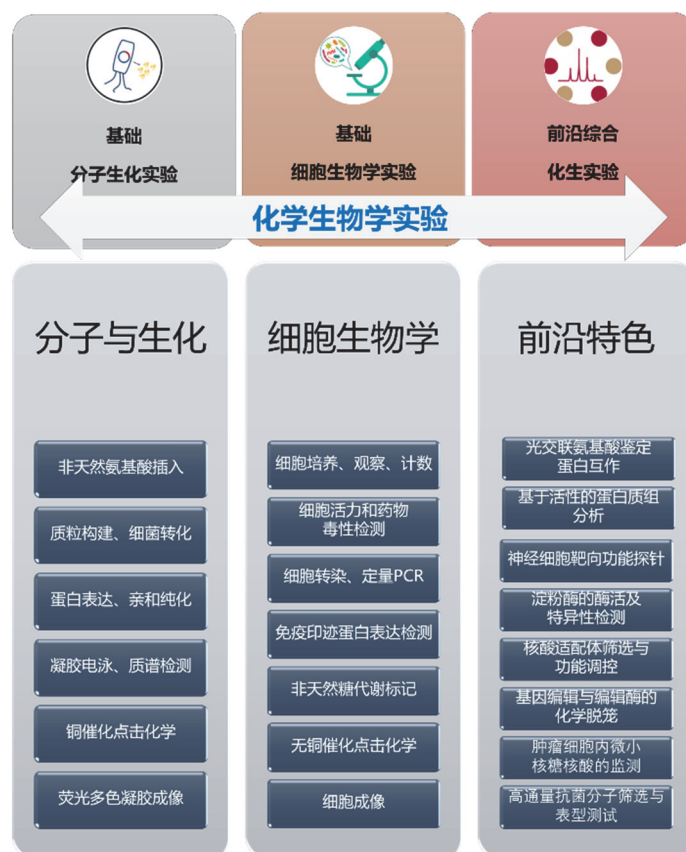 基础
分子生化实验
基础
细胞生物学实验
前沿综合
化生实验
化学生物学实验
分子与生化
非天然氨基酸插入
质粒构建、细菌转化
蛋白表达、亲和纯化
凝胶电泳、质谱检测
铜催化点击化学
荧光多色凝胶成像
细胞生物学
细胞培养、观察、计数
细胞活力和药物
毒性检测
细胞转染、定量PCR
免疫印迹蛋白表达检测
非天然糖代谢标记
无铜催化点击化学
细胞成像
前沿特色
光交联氨基酸鉴定
蛋白互作
基于活性的蛋白质组
分析
神经细胞靶向功能探针
淀粉酶的酶活及
特异性检测
核酸适配体筛选与
功能调控
基因编辑与编辑酶的
化学脱笼
肿瘤细胞内微小
核糖核酸的监测
高通量抗菌分子筛选与
表型测试